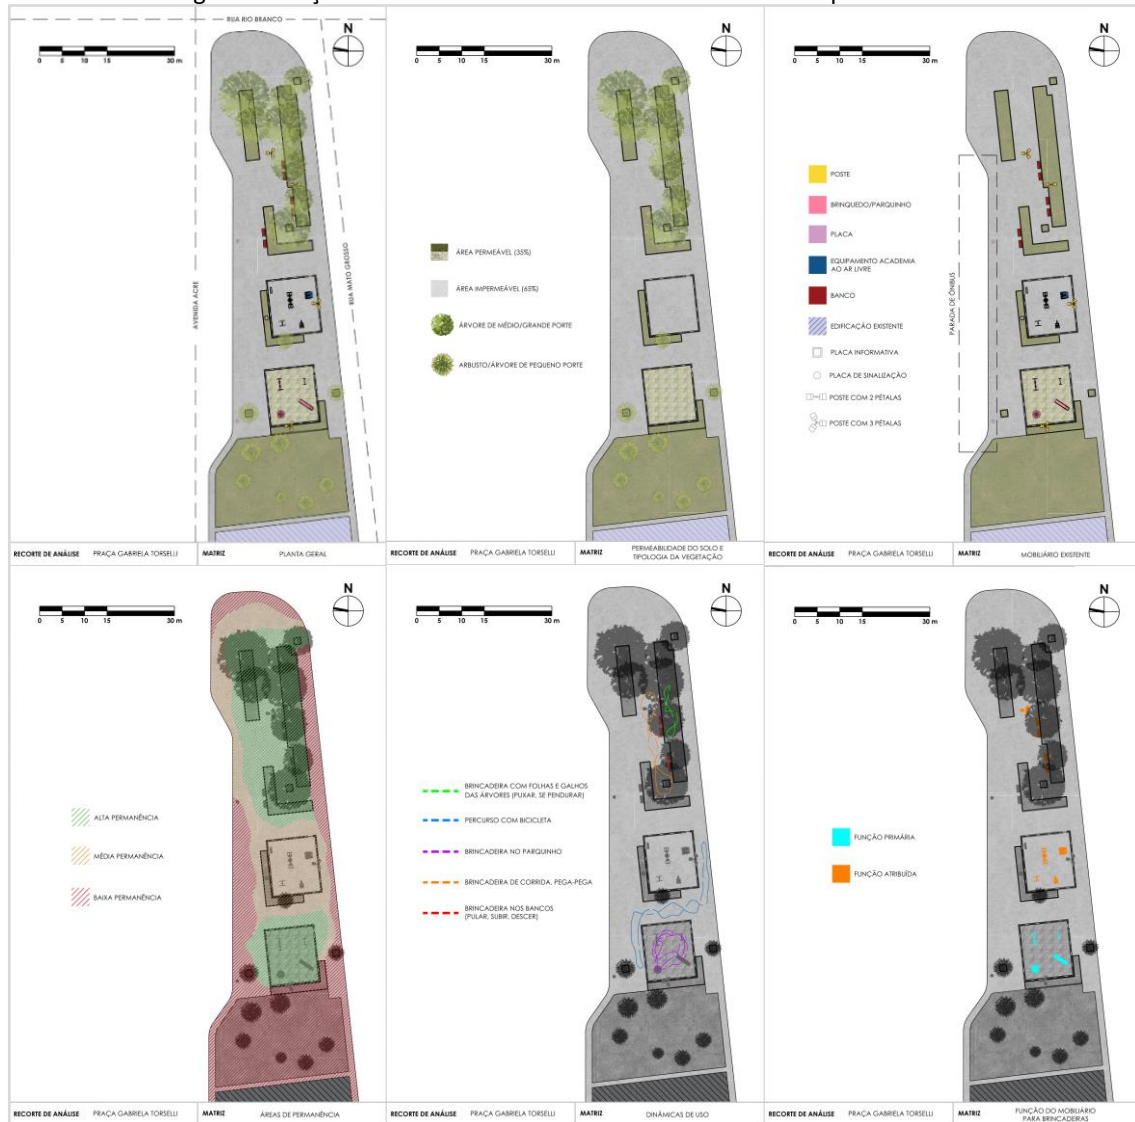 RUA RIO BRANCO
N
0 5 10 15 30 m
AVENIDA ACRE
RUA MATO GROSSO
RECORTE DE ANÁLISE PRAÇA GABRIELA TORSELLI MATRIZ PLANTA GERAL
N
0 5 10 15 30 m
ÁREA PERMEÁVEL (35%)
ÁREA IMPERMEÁVEL (65%)
ÁRVORE DE MÉDIO/GRANDE PORTE
ARBUSTO/ÁRVORE DE PEQUENO PORTE
RECORTE DE ANÁLISE PRAÇA GABRIELA TORSELLI MATRIZ PERMEABILIDADE DO SOLO E
TIPOLOGIA DA VEGETAÇÃO
N
0 5 10 15 30 m
POSTE
BRINQUEDO/PARQUINHO
PLACA
EQUIPAMENTO ACADEMIA
AO AR LIVRE
BANCO
EDIFICAÇÃO EXISTENTE
PLACA INFORMATIVA
PLACA DE SINALIZAÇÃO
POSTE COM 2 PÉTALAS
POSTE COM 3 PÉTALAS
PARADA DE ÔNIBUS
RECORTE DE ANÁLISE PRAÇA GABRIELA TORSELLI MATRIZ MOBILIÁRIO EXISTENTE
N
0 5 10 15 30 m
ALTA PERMANÊNCIA
MÉDIA PERMANÊNCIA
BAIXA PERMANÊNCIA
RECORTE DE ANÁLISE PRAÇA GABRIELA TORSELLI MATRIZ ÁREAS DE PERMANÊNCIA
N
0 5 10 15 30 m
BRINCADEIRA COM FOLHAS E GALHOS
DAS ÁRVORES (PUXAR, SE PENDURAR)
PERCURSO COM BICICLETA
BRINCADEIRA NO PARQUINHO
BRINCADEIRA DE CORRIDA, PEGA-PEGA
BRINCADEIRA NOS BANCOS
(PULAR, SUBIR, DESCER)
RECORTE DE ANÁLISE PRAÇA GABRIELA TORSELLI MATRIZ DINÂMICAS DE USO
N
0 5 10 15 30 m
FUNÇÃO PRIMÁRIA
FUNÇÃO ATRIBUÍDA
RECORTE DE ANÁLISE PRAÇA GABRIELA TORSELLI MATRIZ FUNÇÃO DO MOBILIÁRIO
PARA BRINCADEIRAS